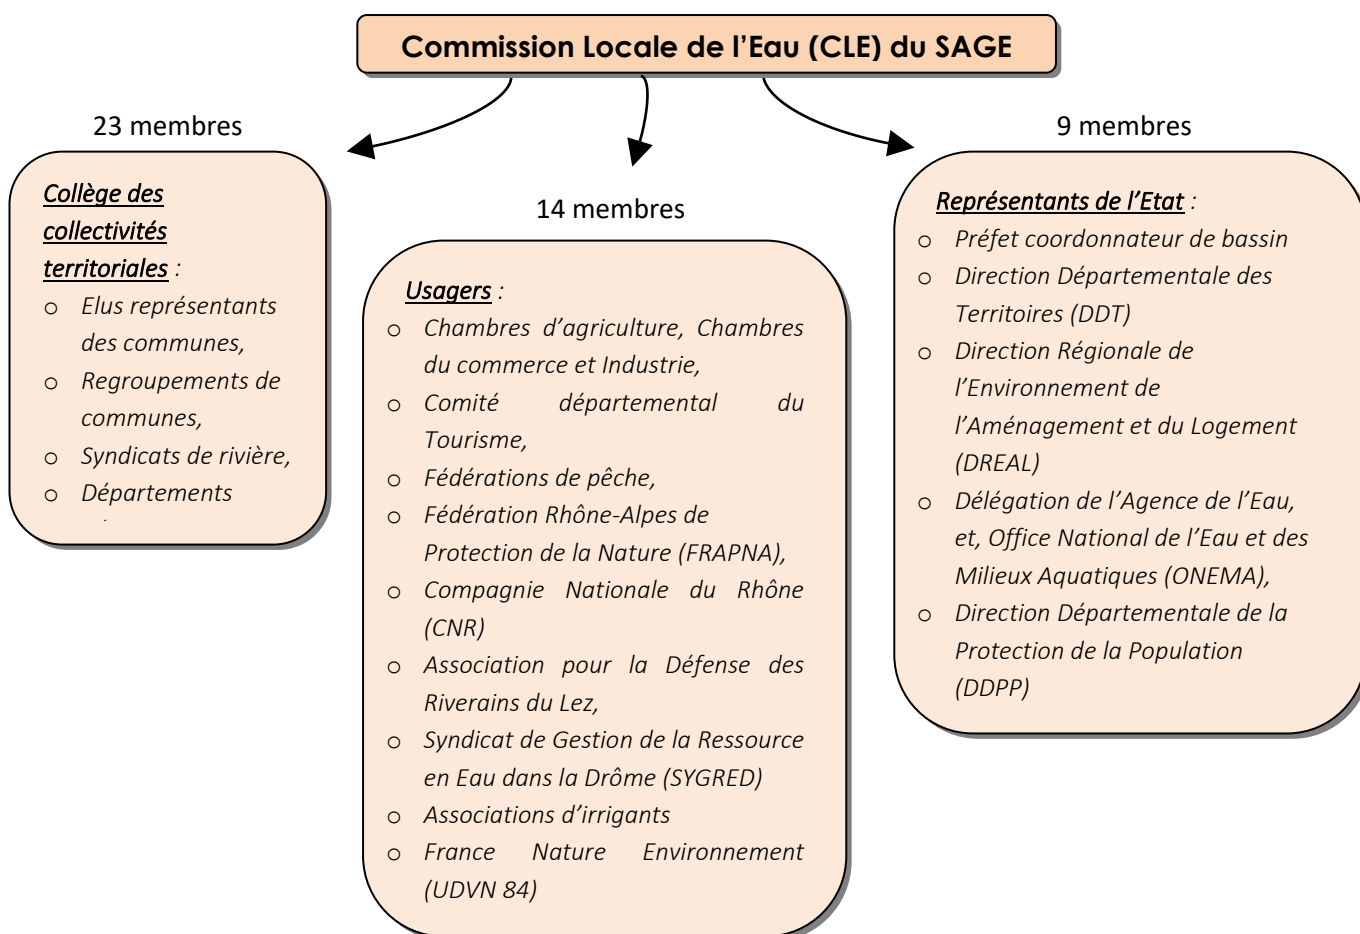 Commission Locale de l'Eau (CLE) du SAGE
23 membres
Collège des
collectivités
territoriales :
o Elus représentants
des communes,
o Regroupements de
communes,
o Syndicats de rivière,
o Départements
14 membres
Usagers :
o Chambres d'agriculture, Chambres
du commerce et Industrie,
o Comité départemental du
Tourisme,
o Fédérations de pêche,
o Fédération Rhône-Alpes de
Protection de la Nature (FRAPNA),
o Compagnie Nationale du Rhône
(CNR)
o Association pour la Défense des
Riverains du Lez,
o Syndicat de Gestion de la Ressource
en Eau dans la Drôme (SYGRED)
o Associations d'irrigants
o France Nature Environnement
(UDVN 84)
9 membres
Représentants de l'Etat :
o Préfet coordonnateur de bassin
o Direction Départementale des
Territoires (DDT)
o Direction Régionale de
l'Environnement de
l'Aménagement et du Logement
(DREAL)
o Délégation de l'Agence de l'Eau,
et, Office National de l'Eau et des
Milieux Aquatiques (ONEMA),
o Direction Départementale de la
Protection de la Population
(DDPP)